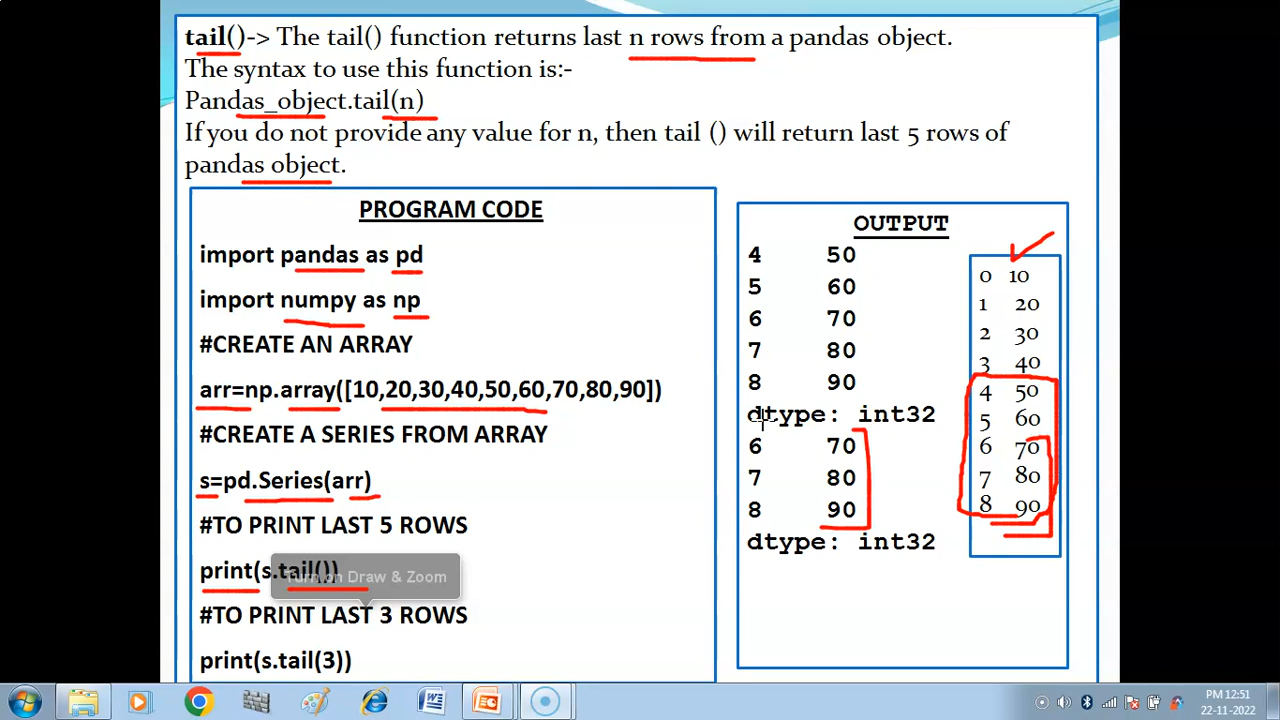 tail()-> The tail() function returns last n rows from a pandas object.
The syntax to use this function is:-
Pandas_object.tail(n)
If you do not provide any value for n, then tail () will return last 5 rows of
pandas object.
PROGRAM CODE
import pandas as pd
import numpy as np
#CREATE AN ARRAY
arr=np.array([10,20,30,40,50,60,70,80,90])
#CREATE A SERIES FROM ARRAY
s=pd.Series(arr)
#TO PRINT LAST 5 ROWS
print(s.tail())
Turn on Draw & Zoom
#TO PRINT LAST 3 ROWS
print(s.tail(3))
OUTPUT
4 50
5 60
6 70
7 80
8 90
dtype: int32
6 70
7 80
8 90
dtype: int32
0 10
1 20
2 30
3 40
4 50
5 60
6 70
7 80
8 90
PM 12:51
22-11-2022